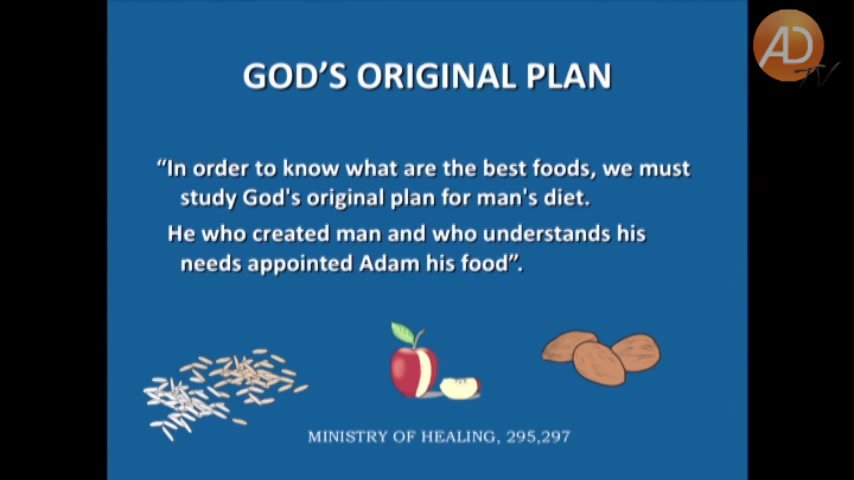 AD
TV
GOD'S ORIGINAL PLAN
“In order to know what are the best foods, we must
study God's original plan for man's diet.
He who created man and who understands his
needs appointed Adam his food”.
MINISTRY OF HEALING, 295,297